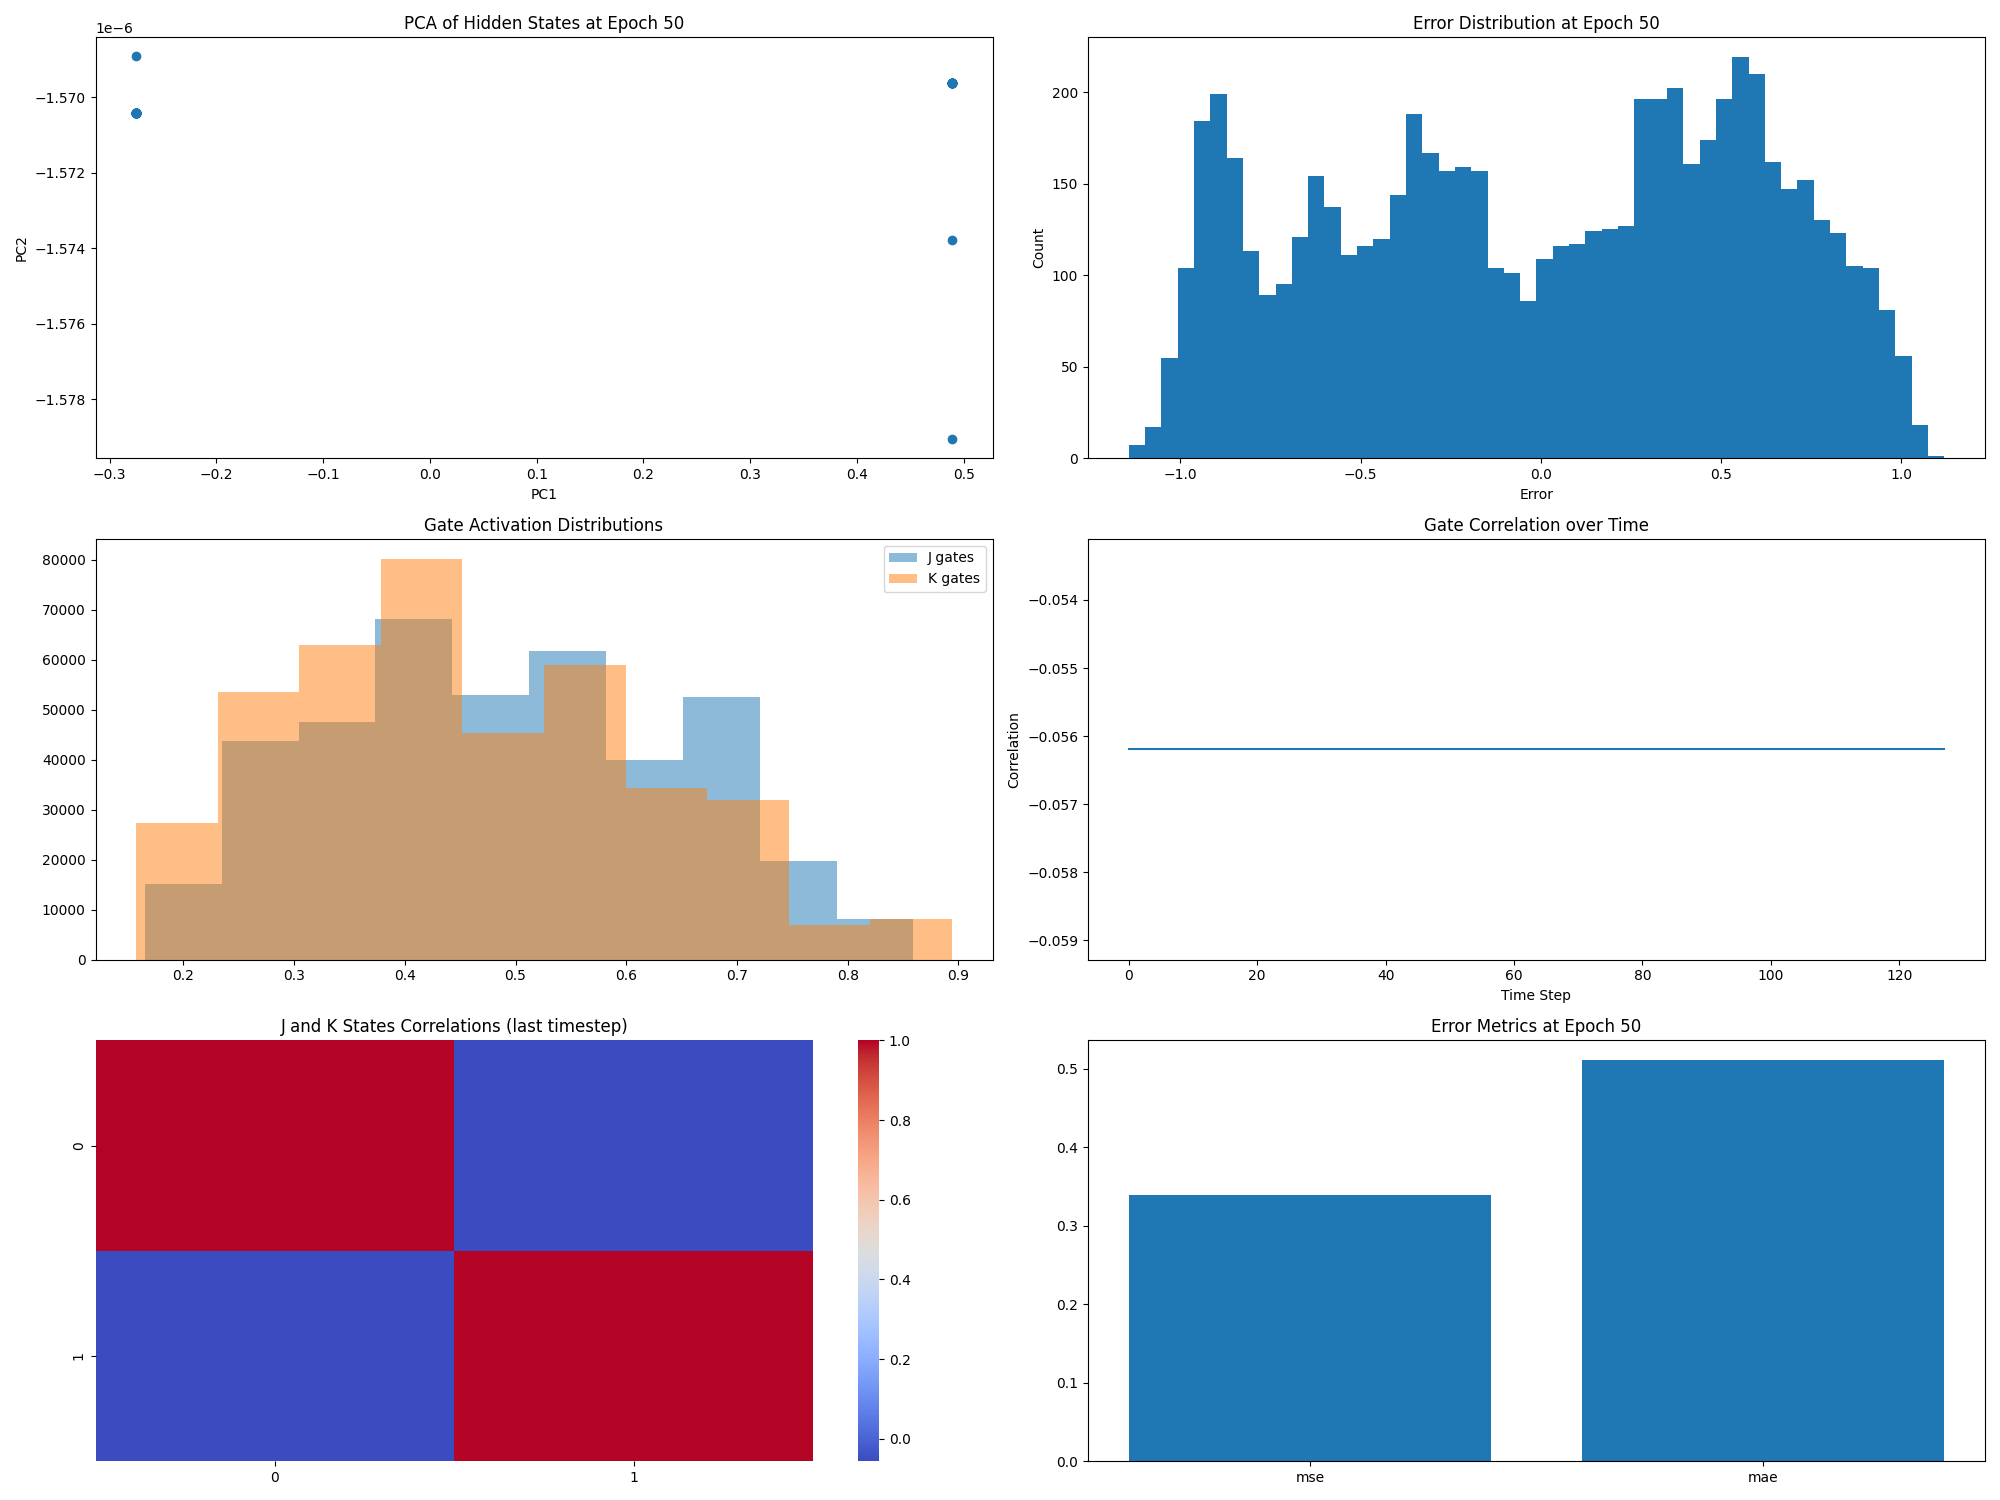 PCA of Hidden States at Epoch 50
1e−6
−1.570
−1.572
−1.574
−1.576
−1.578
PC2
−0.3 −0.2 −0.1 0.0 0.1 0.2 0.3 0.4 0.5
PC1
Error Distribution at Epoch 50
200
150
100
50
0
Count
−1.0 −0.5 0.0 0.5 1.0
Error
Gate Activation Distributions
J gates
K gates
80000
70000
60000
50000
40000
30000
20000
10000
0
0.2 0.3 0.4 0.5 0.6 0.7 0.8 0.9
Gate Correlation over Time
−0.054
−0.055
−0.056
−0.057
−0.058
−0.059
Correlation
0 20 40 60 80 100 120
Time Step
J and K States Correlations (last timestep)
0
1
0 1
1.0
0.8
0.6
0.4
0.2
0.0
Error Metrics at Epoch 50
0.5
0.4
0.3
0.2
0.1
0.0
mse mae